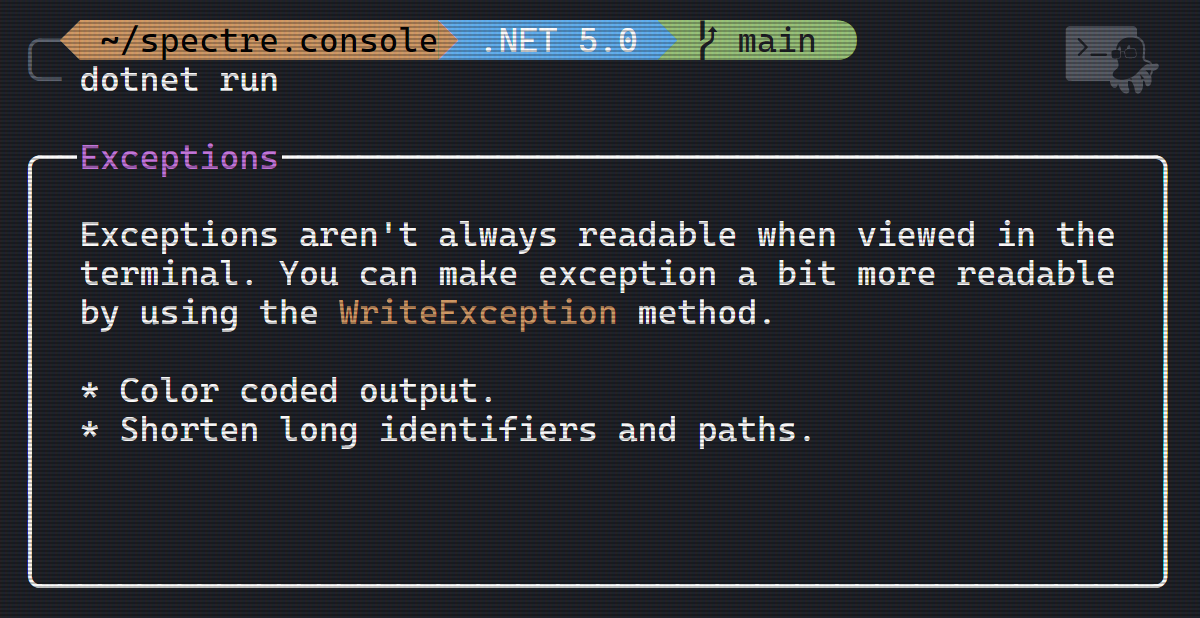 ~/spectre.console .NET 5.0 main
dotnet run
Exceptions
Exceptions aren't always readable when viewed in the
terminal. You can make exception a bit more readable
by using the WriteException method.
* Color coded output.
* Shorten long identifiers and paths.